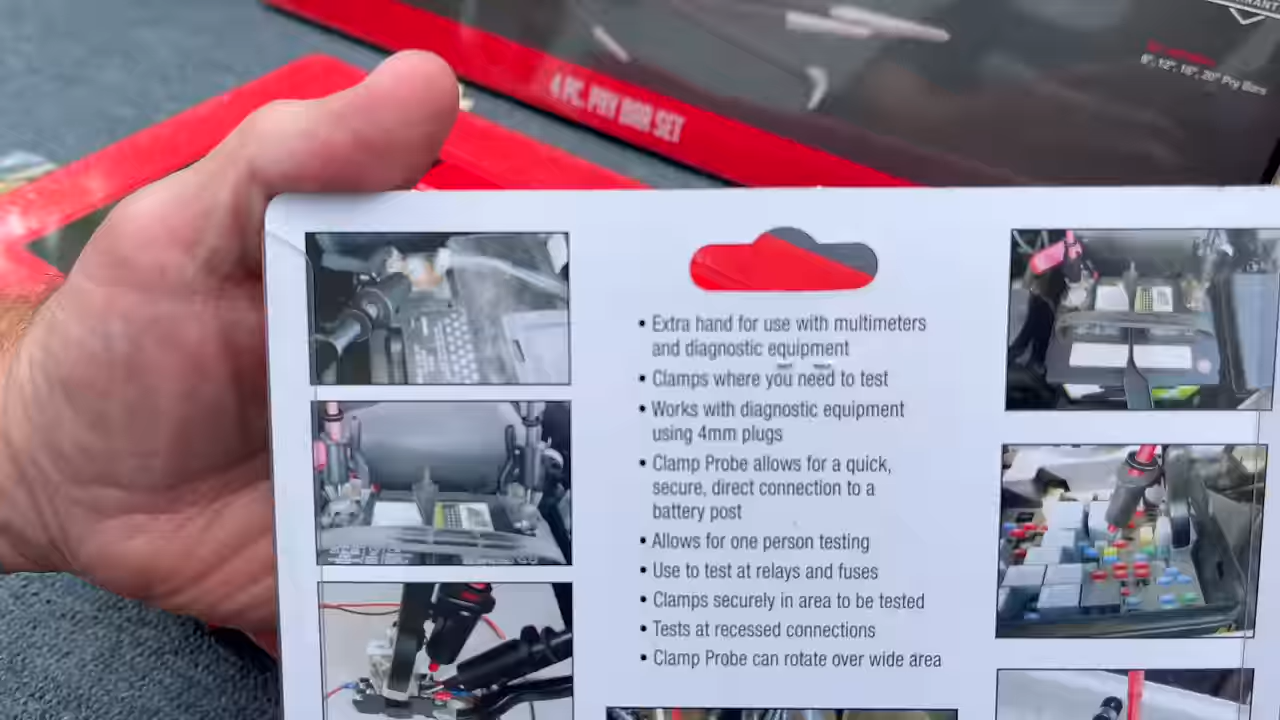 4 PC. PRY BAR SET
8", 12", 16", 20" Pry Bars
• Extra hand for use with multimeters
and diagnostic equipment
• Clamps where you need to test
• Works with diagnostic equipment
using 4mm plugs
• Clamp Probe allows for a quick,
secure, direct connection to a
battery post
• Allows for one person testing
• Use to test at relays and fuses
• Clamps securely in area to be tested
• Tests at recessed connections
• Clamp Probe can rotate over wide area